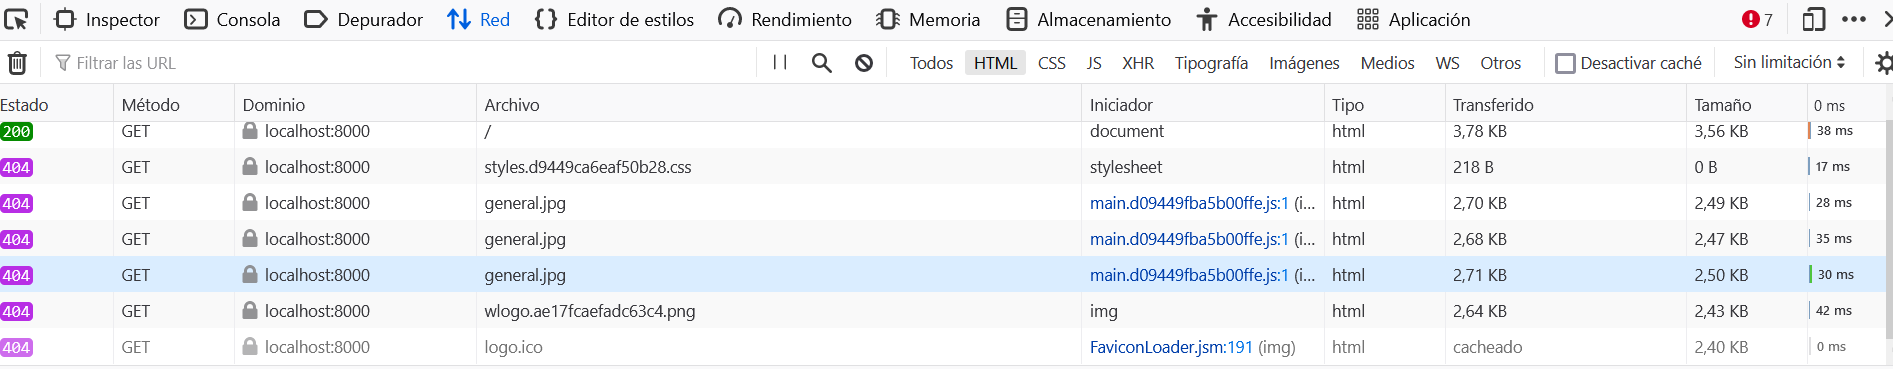 Inspector Consola Depurador Red Editor de estilos Rendimiento Memoria Almacenamiento Accesibilidad Aplicación 7
Filtrar las URL Todos HTML CSS JS XHR Tipografía Imágenes Medios WS Otros Desactivar caché Sin limitación
Estado Método Dominio Archivo Iniciador Tipo Transferido Tamaño 0 ms
200 GET localhost:8000 / document html 3,78 KB 3,56 KB 38 ms
404 GET localhost:8000 styles.d9449ca6eaf50b28.css stylesheet html 218 B 0 B 17 ms
404 GET localhost:8000 general.jpg main.d09449fba5b00ffe.js:1 (i... html 2,70 KB 2,49 KB 28 ms
404 GET localhost:8000 general.jpg main.d09449fba5b00ffe.js:1 (i... html 2,68 KB 2,47 KB 35 ms
404 GET localhost:8000 general.jpg main.d09449fba5b00ffe.js:1 (i... html 2,71 KB 2,50 KB 30 ms
404 GET localhost:8000 wlogo.ae17fcaefadc63c4.png img html 2,64 KB 2,43 KB 42 ms
404 GET localhost:8000 logo.ico FaviconLoader.jsm:191 (img) html cacheado 2,40 KB 0 ms